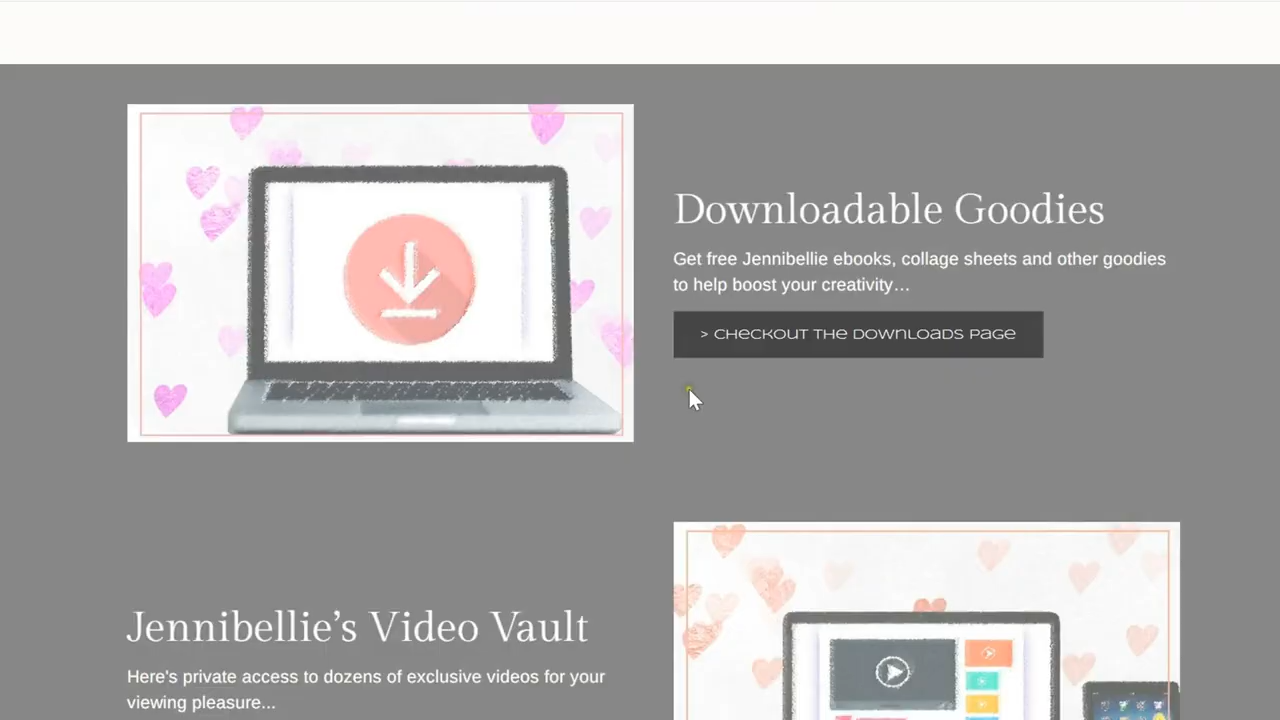 Downloadable Goodies
Get free Jennibellie ebooks, collage sheets and other goodies
to help boost your creativity…
> Checkout the Downloads Page
Jennibellie’s Video Vault
Here's private access to dozens of exclusive videos for your
viewing pleasure...